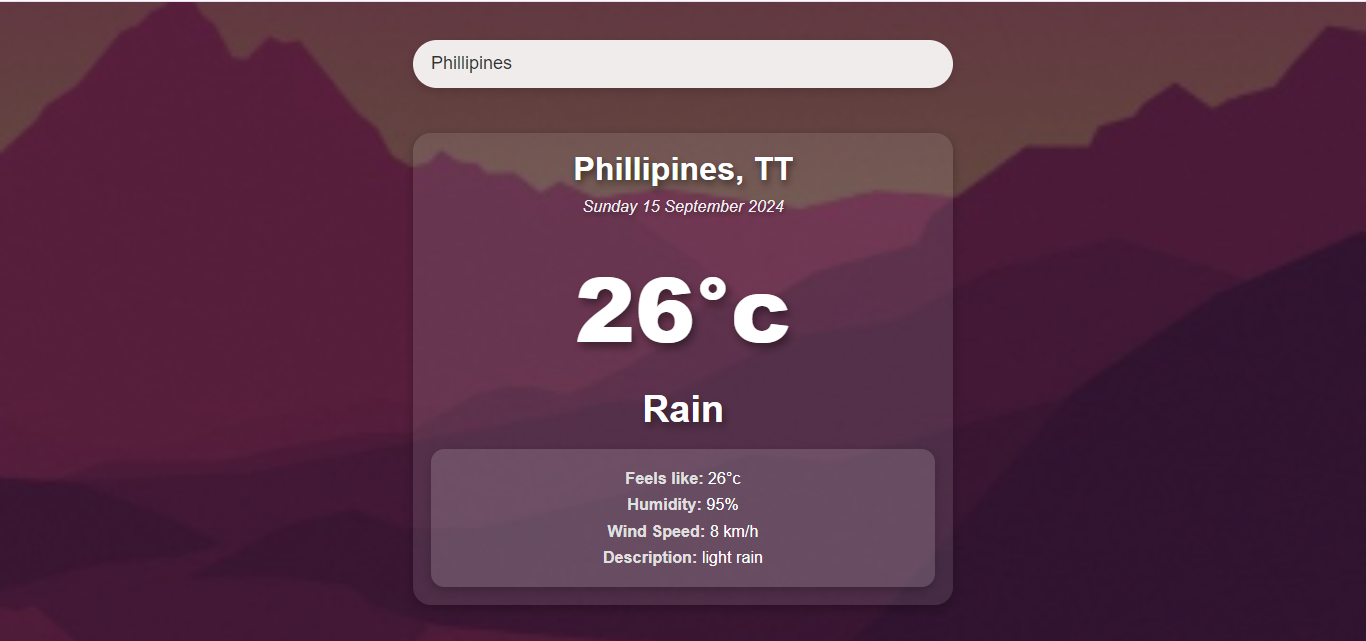 Phillipines
Phillipines, TT
Sunday 15 September 2024
26°c
Rain
Feels like: 26°c
Humidity: 95%
Wind Speed: 8 km/h
Description: light rain